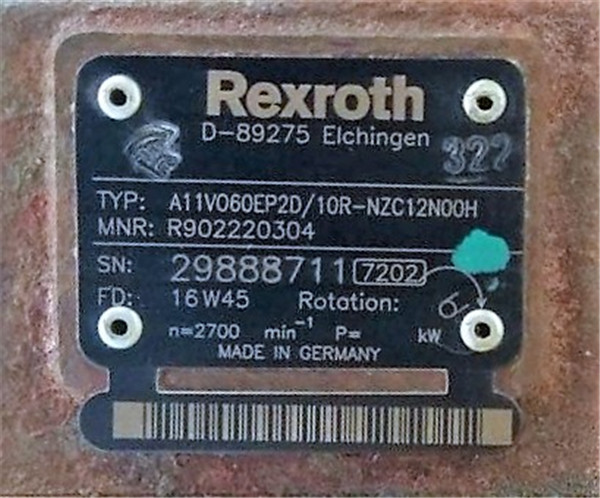 Rexroth
D-89275 Elchingen
322
TYP: A11VO60EP2D/10R-NZC12N00H
MNR: R902220304
SN: 29888711 7202
FD: 16W45 Rotation:
n=2700 min⁻¹ P= kW
MADE IN GERMANY